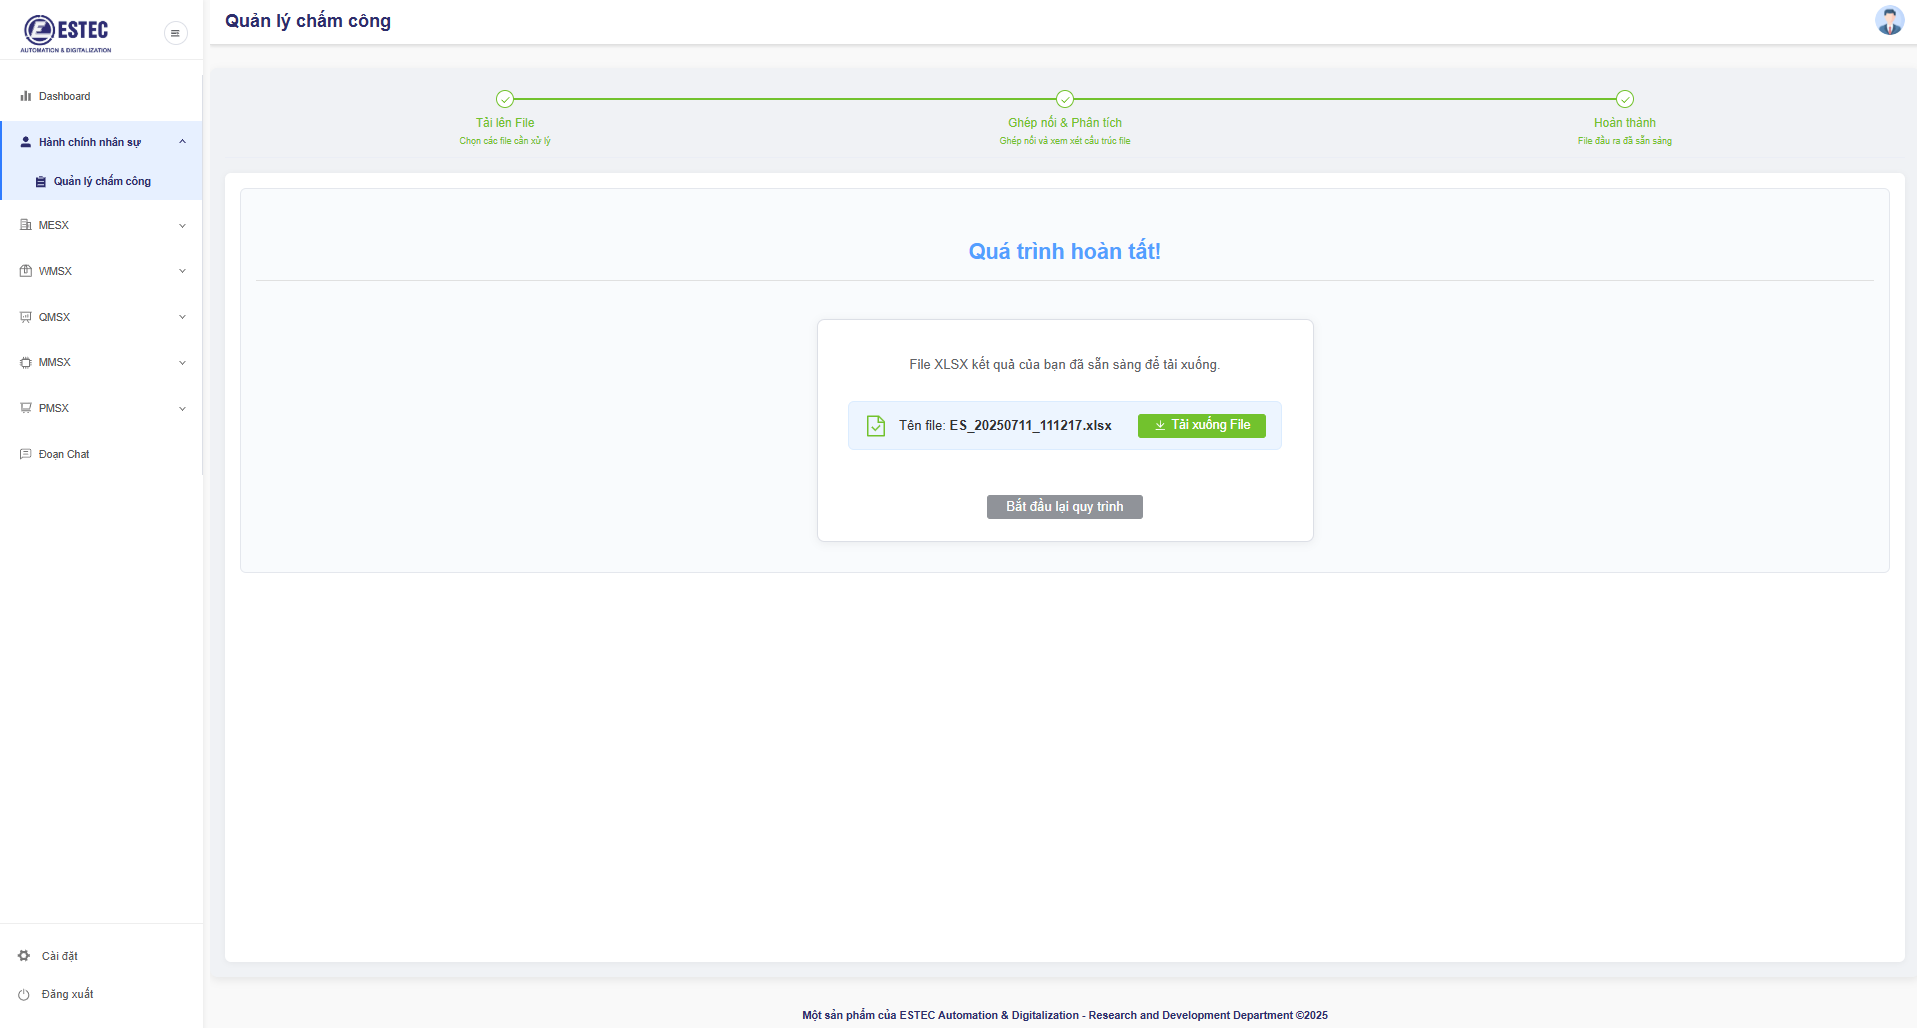 ESTEC
AUTOMATION & DIGITALIZATION
Quản lý chấm công
Dashboard
Hành chính nhân sự
Quản lý chấm công
MESX
WMSX
QMSX
MMSX
PMSX
Đoạn Chat
Cài đặt
Đăng xuất
Tải lên File
Chọn các file cần xử lý
Ghép nối & Phân tích
Ghép nối và xem xét cấu trúc file
Hoàn thành
File đầu ra đã sẵn sàng
Quá trình hoàn tất!
File XLSX kết quả của bạn đã sẵn sàng để tải xuống.
Tên file: ES_20250711_111217.xlsx
Tải xuống File
Bắt đầu lại quy trình
Một sản phẩm của ESTEC Automation & Digitalization - Research and Development Department ©2025